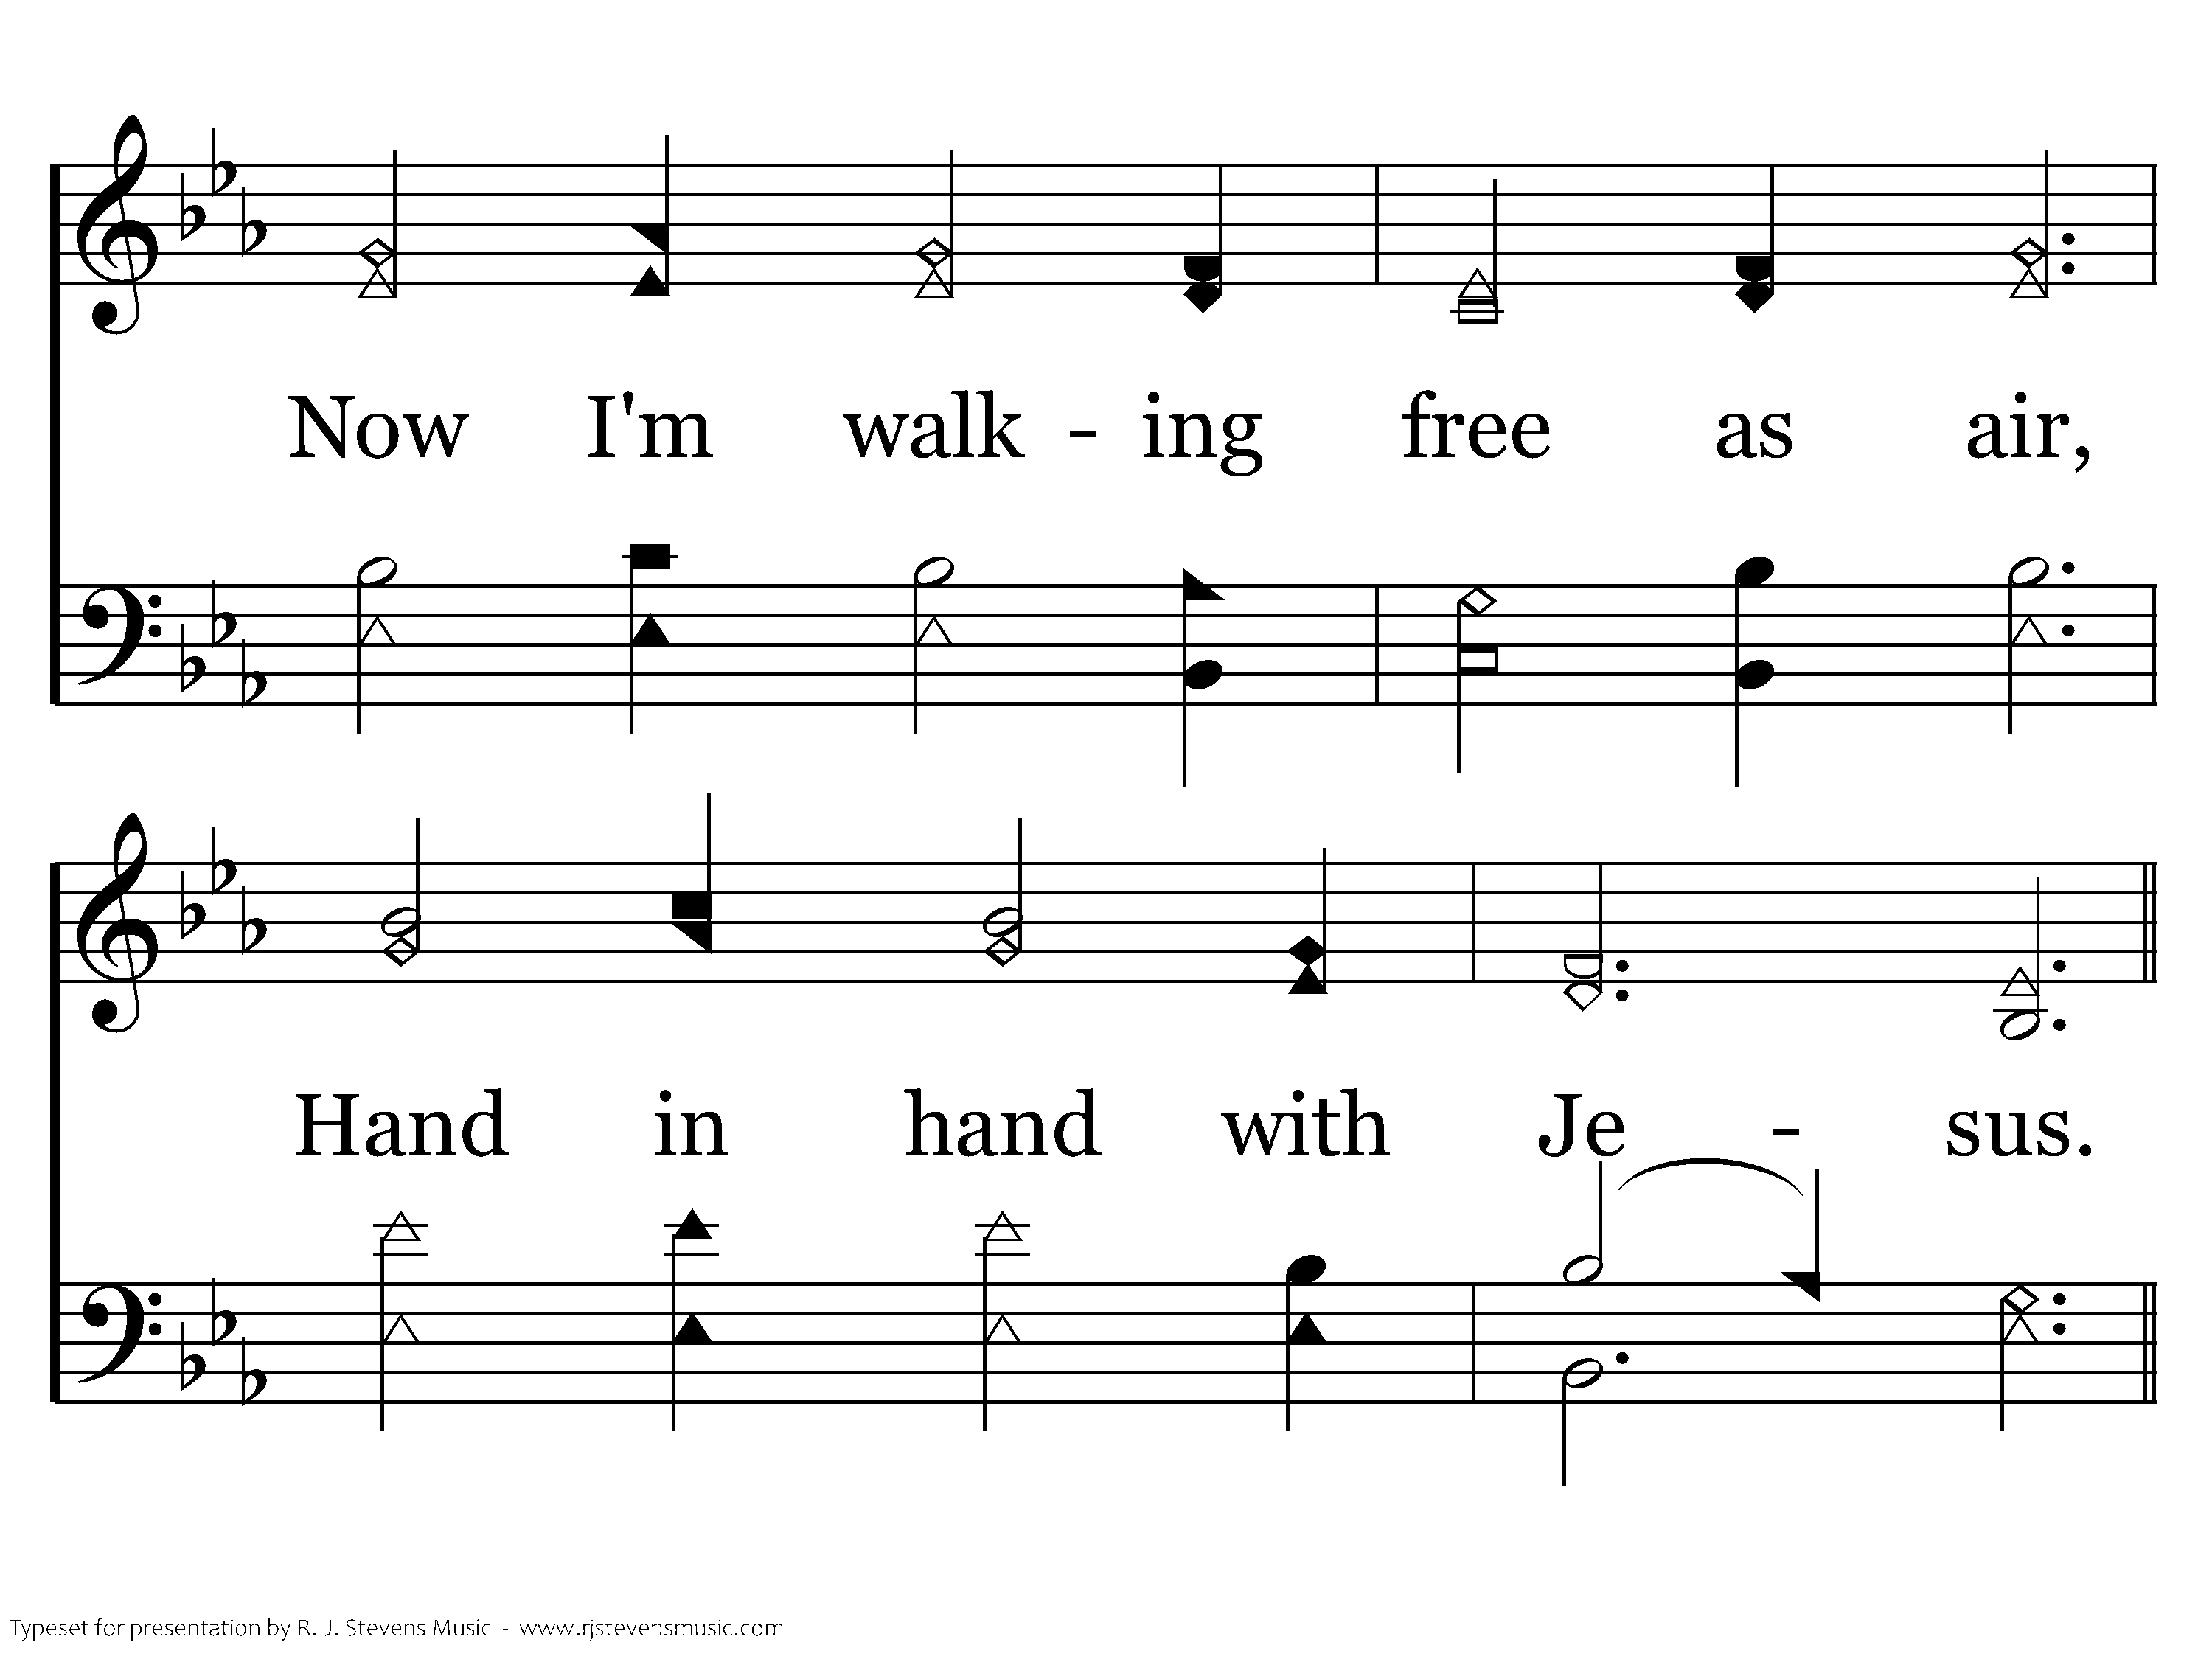 Now I'm walk - ing free as air,
Hand in hand with Je - sus.
Typeset for presentation by R. J. Stevens Music - www.rjstevensmusic.com